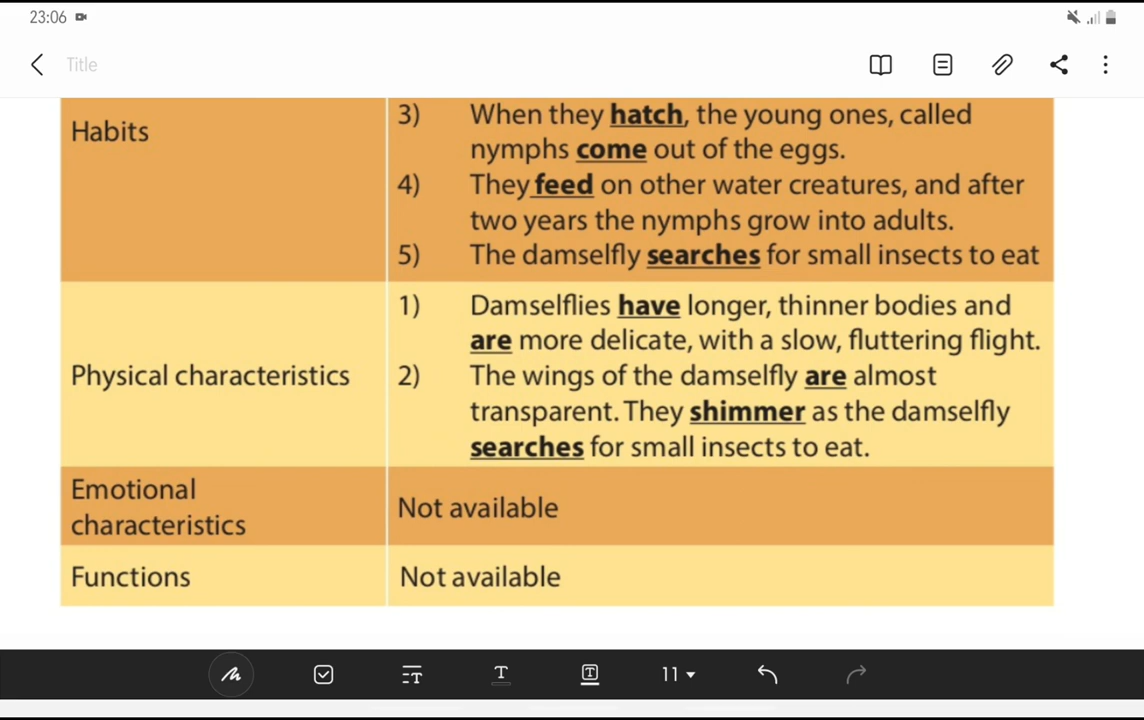 23:06
Title
Habits
3) When they hatch, the young ones, called
nymphs come out of the eggs.
4) They feed on other water creatures, and after
two years the nymphs grow into adults.
5) The damselfly searches for small insects to eat
Physical characteristics
1) Damselflies have longer, thinner bodies and
are more delicate, with a slow, fluttering flight.
2) The wings of the damselfly are almost
transparent. They shimmer as the damselfly
searches for small insects to eat.
Emotional
characteristics
Not available
Functions
Not available
11